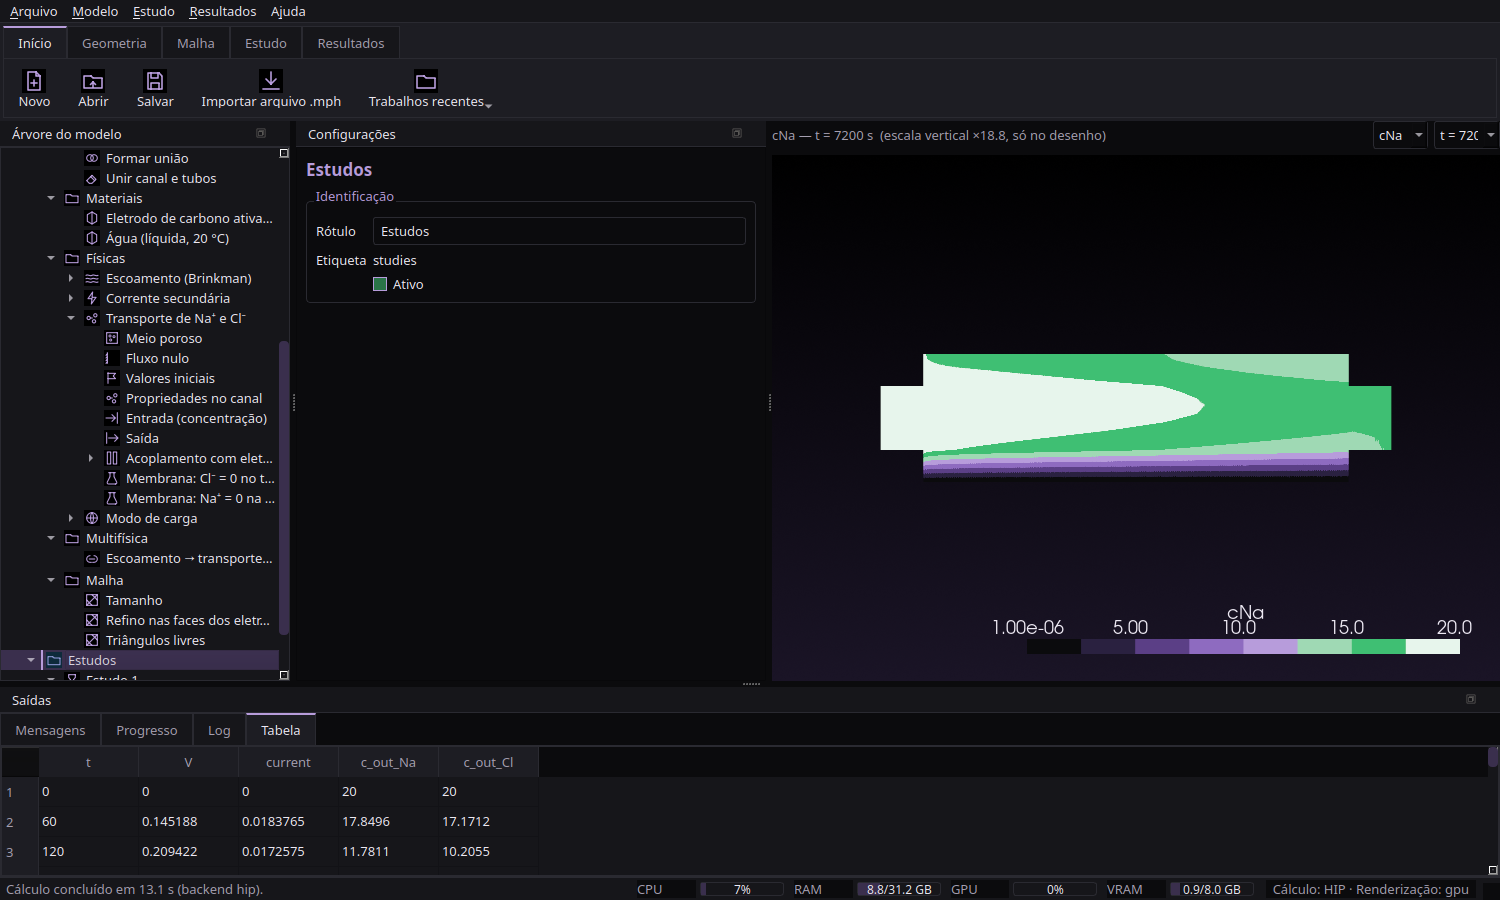 Arquivo Modelo Estudo Resultados Ajuda
Início Geometria Malha Estudo Resultados
Novo Abrir Salvar Importar arquivo .mph Trabalhos recentes
Árvore do modelo
Formar união
Unir canal e tubos
Materiais
Eletrodo de carbono ativa...
Água (líquida, 20 °C)
Físicas
Escoamento (Brinkman)
Corrente secundária
Transporte de Na⁺ e Cl⁻
Meio poroso
Fluxo nulo
Valores iniciais
Propriedades no canal
Entrada (concentração)
Saída
Acoplamento com elet...
Membrana: Cl⁻ = 0 no t...
Membrana: Na⁺ = 0 na ...
Modo de carga
Multifísica
Escoamento → transporte...
Malha
Tamanho
Refino nas faces dos eletr...
Triângulos livres
Estudos
Estudo 1
Configurações
Estudos
Identificação
Rótulo Estudos
Etiqueta studies
Ativo
cNa — t = 7200 s (escala vertical ×18.8, só no desenho) cNa t = 720
cNa
1.00e-06 5.00 10.0 15.0 20.0
Saídas
Mensagens Progresso Log Tabela
t V current c_out_Na c_out_Cl
1 0 0 0 20 20
2 60 0.145188 0.0183765 17.8496 17.1712
3 120 0.209422 0.0172575 11.7811 10.2055
Cálculo concluído em 13.1 s (backend hip). CPU 7% RAM 8.8/31.2 GB GPU 0% VRAM 0.9/8.0 GB Cálculo: HIP · Renderização: gpu